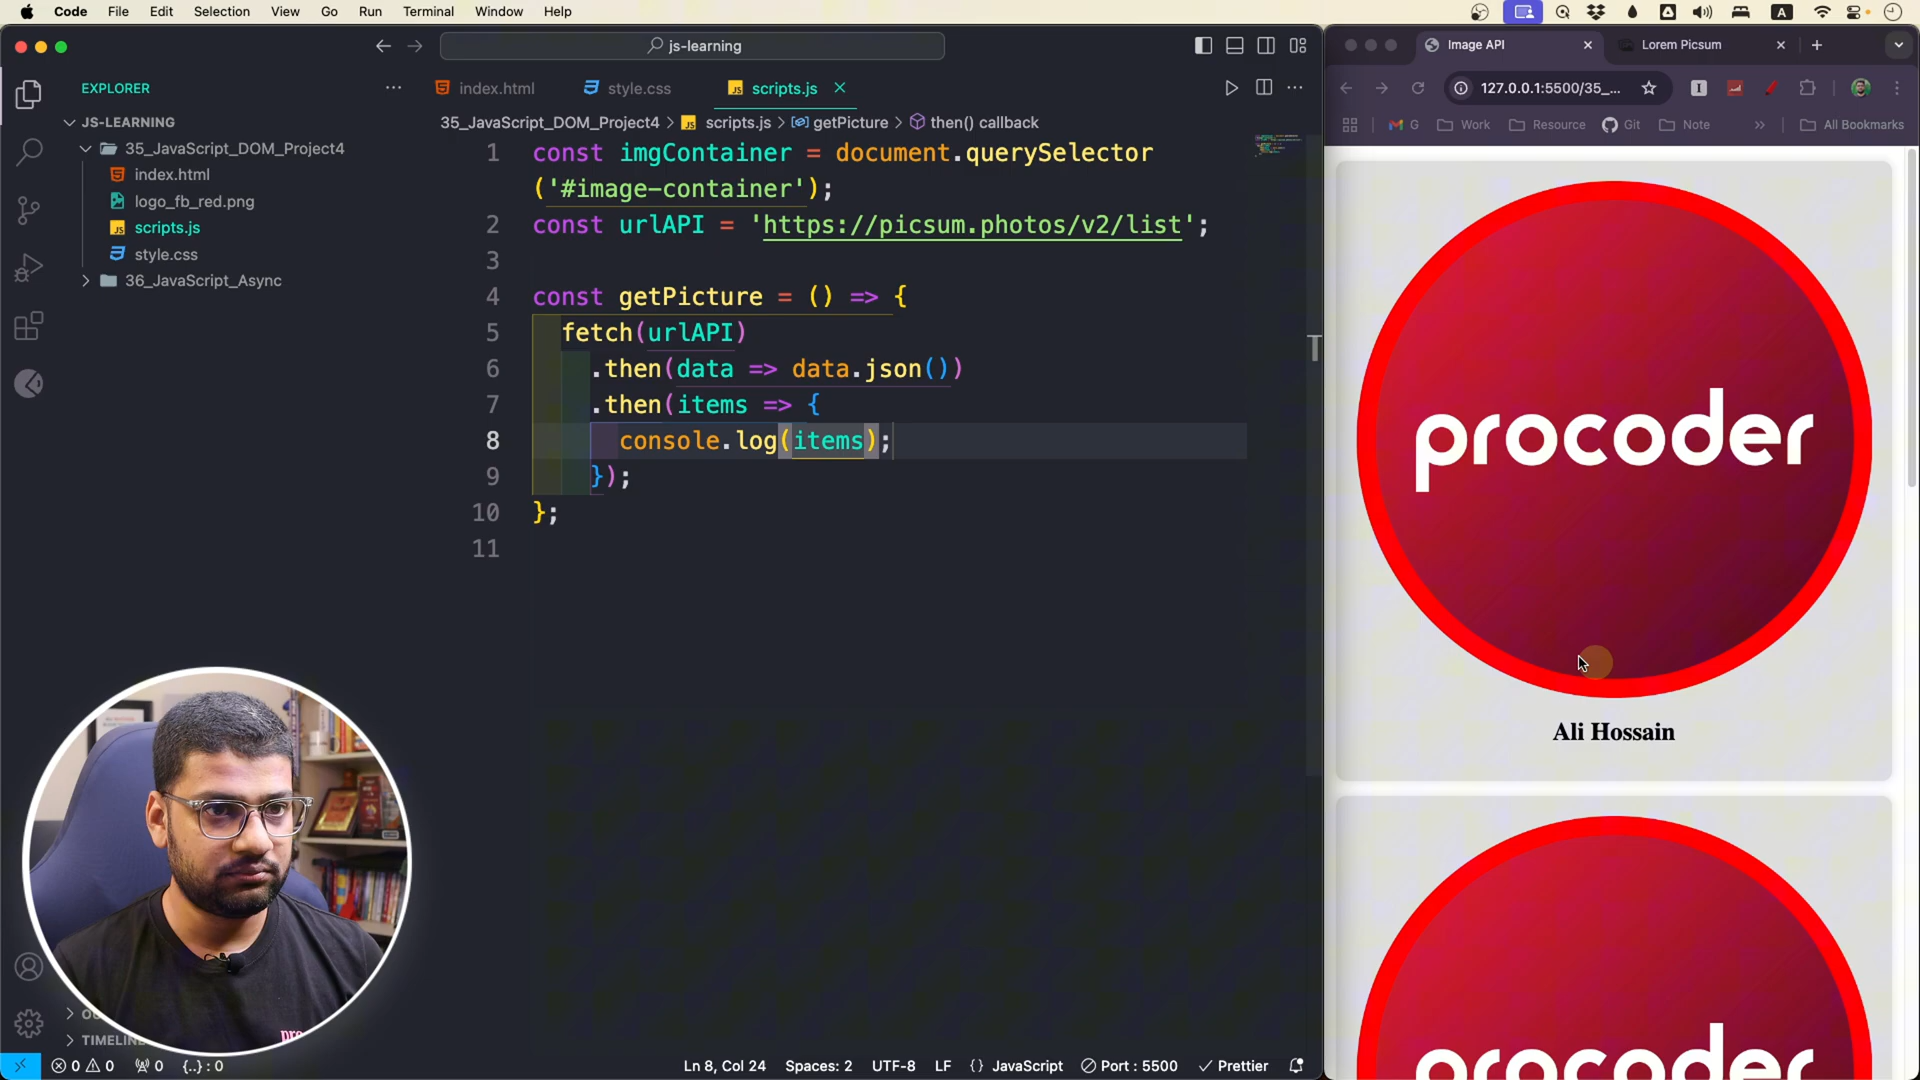 Code File Edit Selection View Go Run Terminal Window Help
js-learning
EXPLORER
JS-LEARNING
35_JavaScript_DOM_Project4
index.html
logo_fb_red.png
scripts.js
style.css
36_JavaScript_Async
TIMELINE
index.html style.css scripts.js
35_JavaScript_DOM_Project4 > scripts.js > getPicture > then() callback
1 const imgContainer = document.querySelector
('#image-container');
2 const urlAPI = 'https://picsum.photos/v2/list';
3
4 const getPicture = () => {
5 fetch(urlAPI)
6 .then(data => data.json())
7 .then(items => {
8 console.log(items);
9 });
10 };
11
0 0 0 {..} : 0
Ln 8, Col 24 Spaces: 2 UTF-8 LF {} JavaScript Port : 5500 Prettier
Image API Lorem Picsum
127.0.0.1:5500/35_...
G Work Resource Git Note >> All Bookmarks
procoder
Ali Hossain
procoder